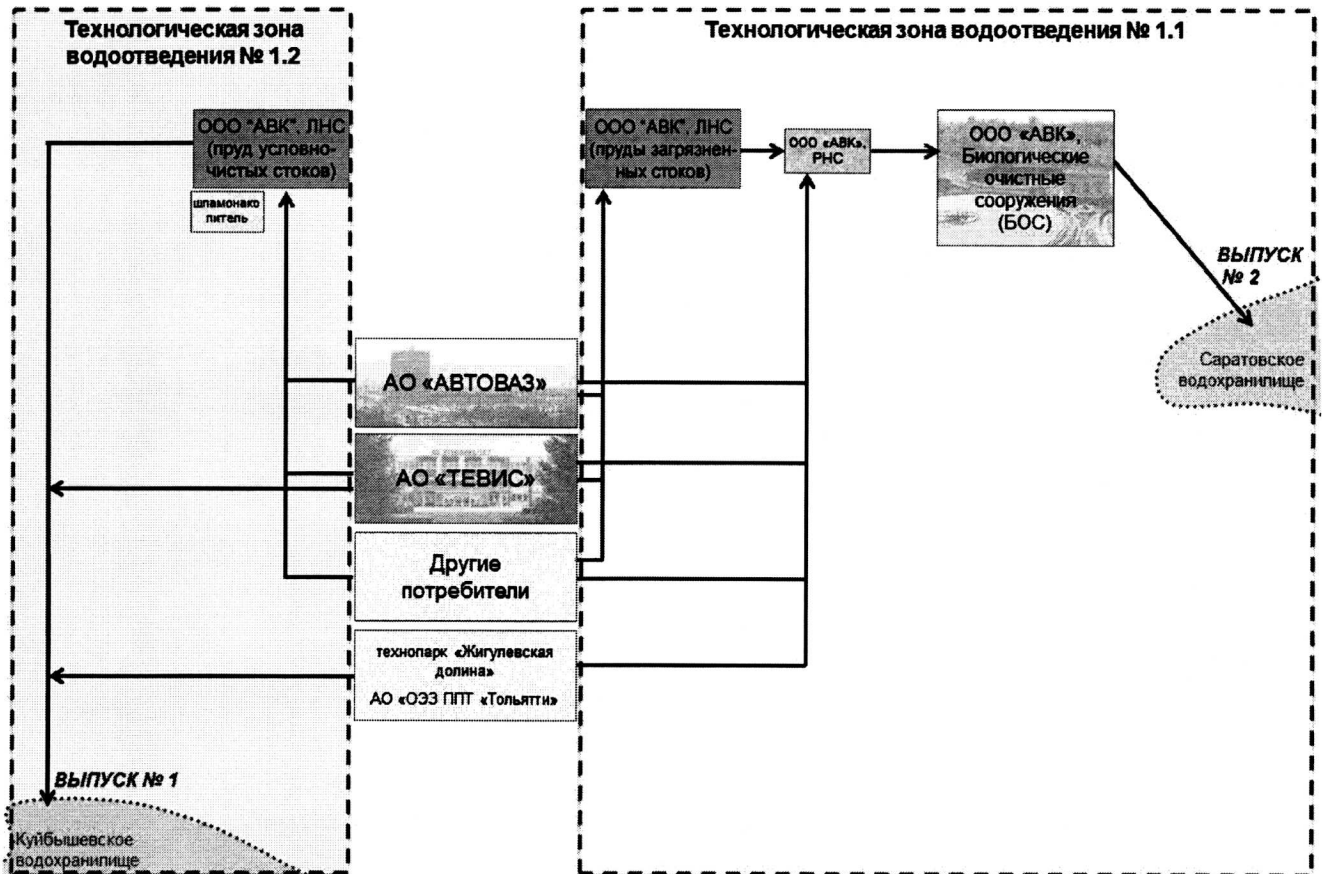 Технологическая зона
водоотведения № 1.2
ООО "АВК", ЛНС
(пруд условно-
чистых стоков)
шламонако
питель
ВЫПУСК № 1
Куйбышевское
водохранилище
АО «АВТОВАЗ»
АО «ТЕВИС»
Другие
потребители
технопарк «Жигулевская
долина»
АО «ОЭЗ ППТ «Тольятти»
Технологическая зона водоотведения № 1.1
ООО "АВК", ЛНС
(пруды загрязнен-
ных стоков)
ООО «АВК»,
РНС
ООО «АВК»,
Биологические
очистные
сооружения
(БОС)
ВЫПУСК
№ 2
Саратовское
водохранилище